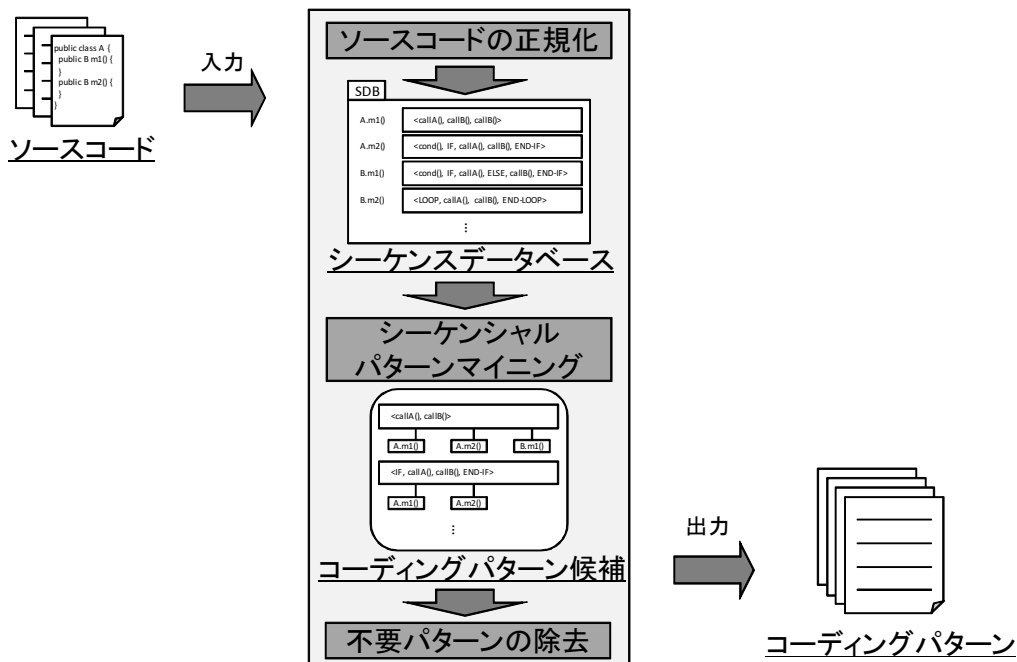 public class A {
public B m1() {
}
public B m2() {
}
}
ソースコード
入力
ソースコードの正規化
SDB
A.m1() <callA(), callB(), callB()>
A.m2() <cond(), IF, callA(), callB(), END-IF>
B.m1() <cond(), IF, callA(), ELSE, callB(), END-IF>
B.m2() <LOOP, callA(), callB(), END-LOOP>
⋮
シーケンスデータベース
シーケンシャル
パターンマイニング
<callA(), callB()>
A.m1() A.m2() B.m1()
<IF, callA(), callB(), END-IF>
A.m1() A.m2()
⋮
コーディングパターン候補
不要パターンの除去
出力
コーディングパターン